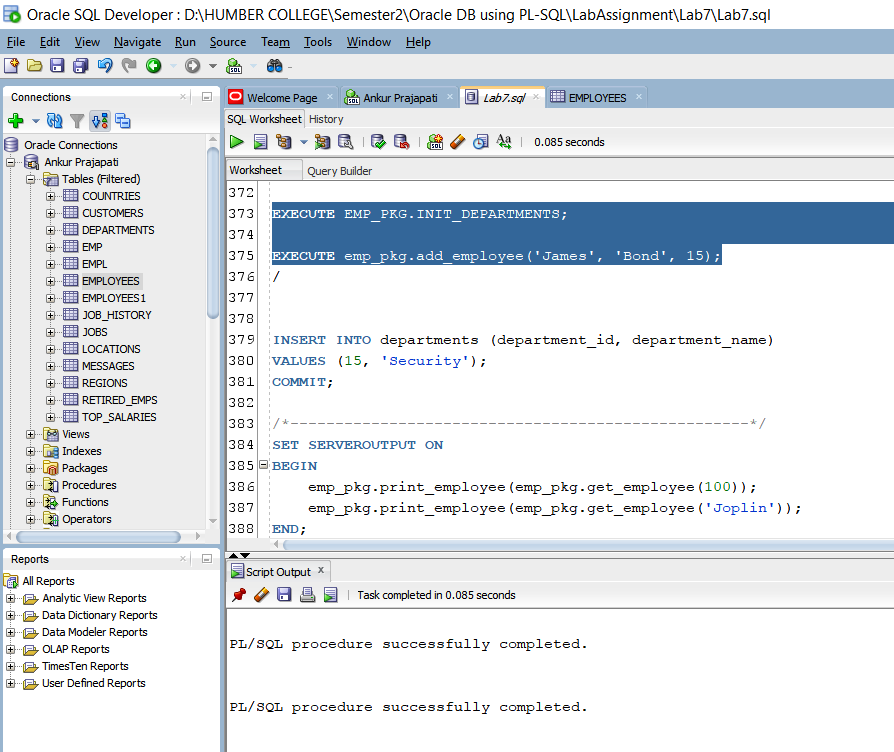 Oracle SQL Developer : D:\HUMBER COLLEGE\Semester2\Oracle DB using PL-SQL\LabAssignment\Lab7\Lab7.sql
File Edit View Navigate Run Source Team Tools Window Help
Connections
Oracle Connections
Ankur Prajapati
Tables (Filtered)
COUNTRIES
CUSTOMERS
DEPARTMENTS
EMP
EMPL
EMPLOYEES
EMPLOYEES1
JOB_HISTORY
JOBS
LOCATIONS
MESSAGES
REGIONS
RETIRED_EMPS
TOP_SALARIES
Views
Indexes
Packages
Procedures
Functions
Operators
Reports
All Reports
Analytic View Reports
Data Dictionary Reports
Data Modeler Reports
OLAP Reports
TimesTen Reports
User Defined Reports
Welcome Page Ankur Prajapati Lab7.sql EMPLOYEES
SQL Worksheet History
0.085 seconds
Worksheet Query Builder
372
373 EXECUTE EMP_PKG.INIT_DEPARTMENTS;
374
375 EXECUTE emp_pkg.add_employee('James', 'Bond', 15);
376 /
377
378
379 INSERT INTO departments (department_id, department_name)
380 VALUES (15, 'Security');
381 COMMIT;
382
383 /*------------------------------------------------------*/
384 SET SERVEROUTPUT ON
385 BEGIN
386 emp_pkg.print_employee(emp_pkg.get_employee(100));
387 emp_pkg.print_employee(emp_pkg.get_employee('Joplin'));
388 END;
Script Output
Task completed in 0.085 seconds
PL/SQL procedure successfully completed.
PL/SQL procedure successfully completed.